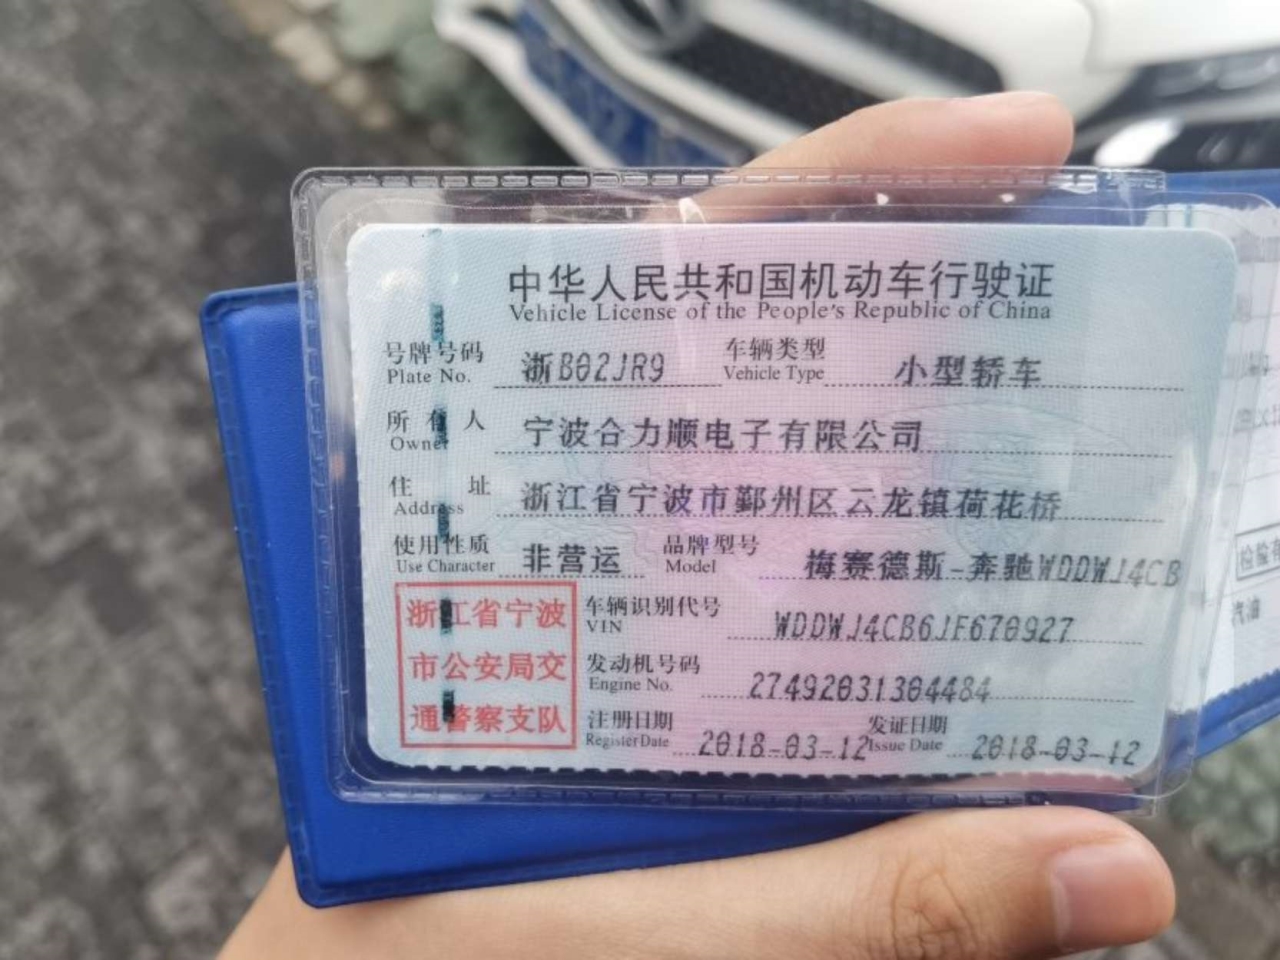 中华人民共和国机动车行驶证
Vehicle License of the People's Republic of China
号牌号码 浙B02JR9 车辆类型 小型轿车
Plate No. Vehicle Type
所有人 宁波合力顺电子有限公司
Owner
住址 浙江省宁波市鄞州区云龙镇荷花桥
Address
使用性质 非营运 品牌型号 梅赛德斯-奔驰WDDWJ4CB
Use Character Model
浙江省宁波
市公安局交
通警察支队
车辆识别代号 WDDWJ4CB6JF670927
VIN
发动机号码 27492031304484
Engine No.
注册日期 2018-03-12 发证日期 2018-03-12
Register Date Issue Date
检验有
汽油